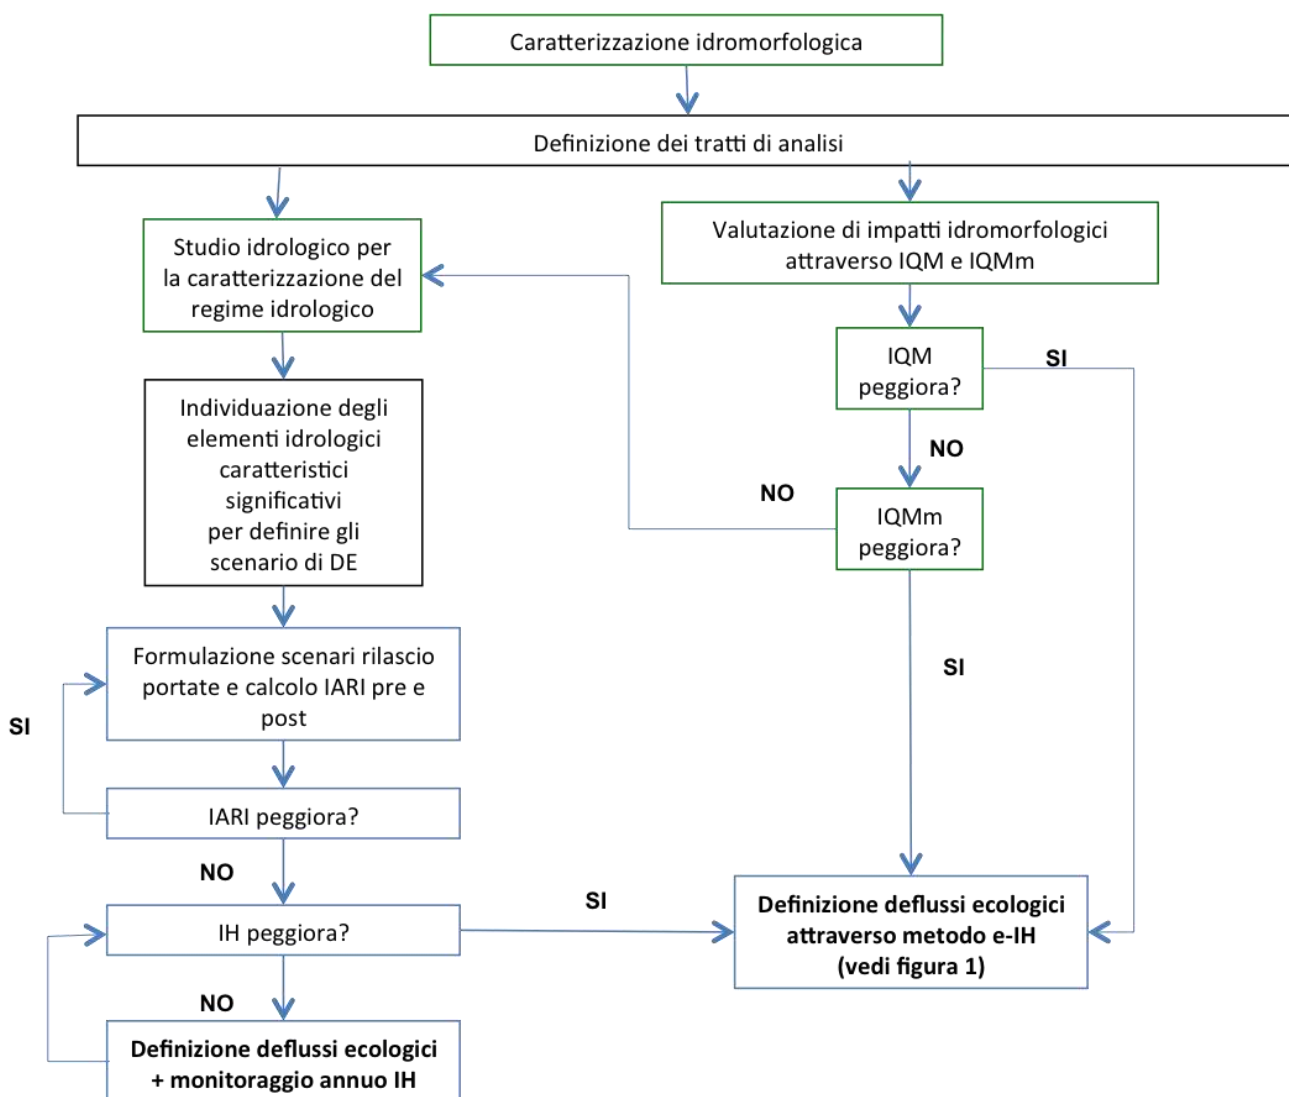 Caratterizzazione idromorfologica
Definizione dei tratti di analisi
Studio idrologico per
la caratterizzazione del
regime idrologico
Valutazione di impatti idromorfologici
attraverso IQM e IQMm
IQM
peggiora?
SI
NO
Individuazione degli
elementi idrologici
caratteristici
significativi
per definire gli
scenario di DE
NO
IQMm
peggiora?
SI
Formulazione scenari rilascio
portate e calcolo IARI pre e
post
SI
IARI peggiora?
NO
IH peggiora?
SI
Definizione deflussi ecologici
attraverso metodo e-IH
(vedi figura 1)
NO
Definizione deflussi ecologici
+ monitoraggio annuo IH